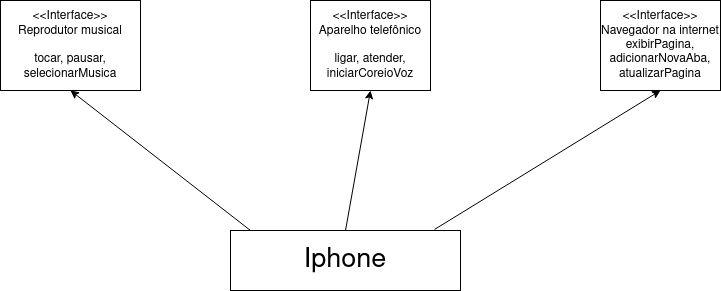 <<Interface>>
Reprodutor musical
tocar, pausar,
selecionarMusica
<<Interface>>
Aparelho telefônico
ligar, atender,
iniciarCoreioVoz
<<Interface>>
Navegador na internet
exibirPagina,
adicionarNovaAba,
atualizarPagina
Iphone